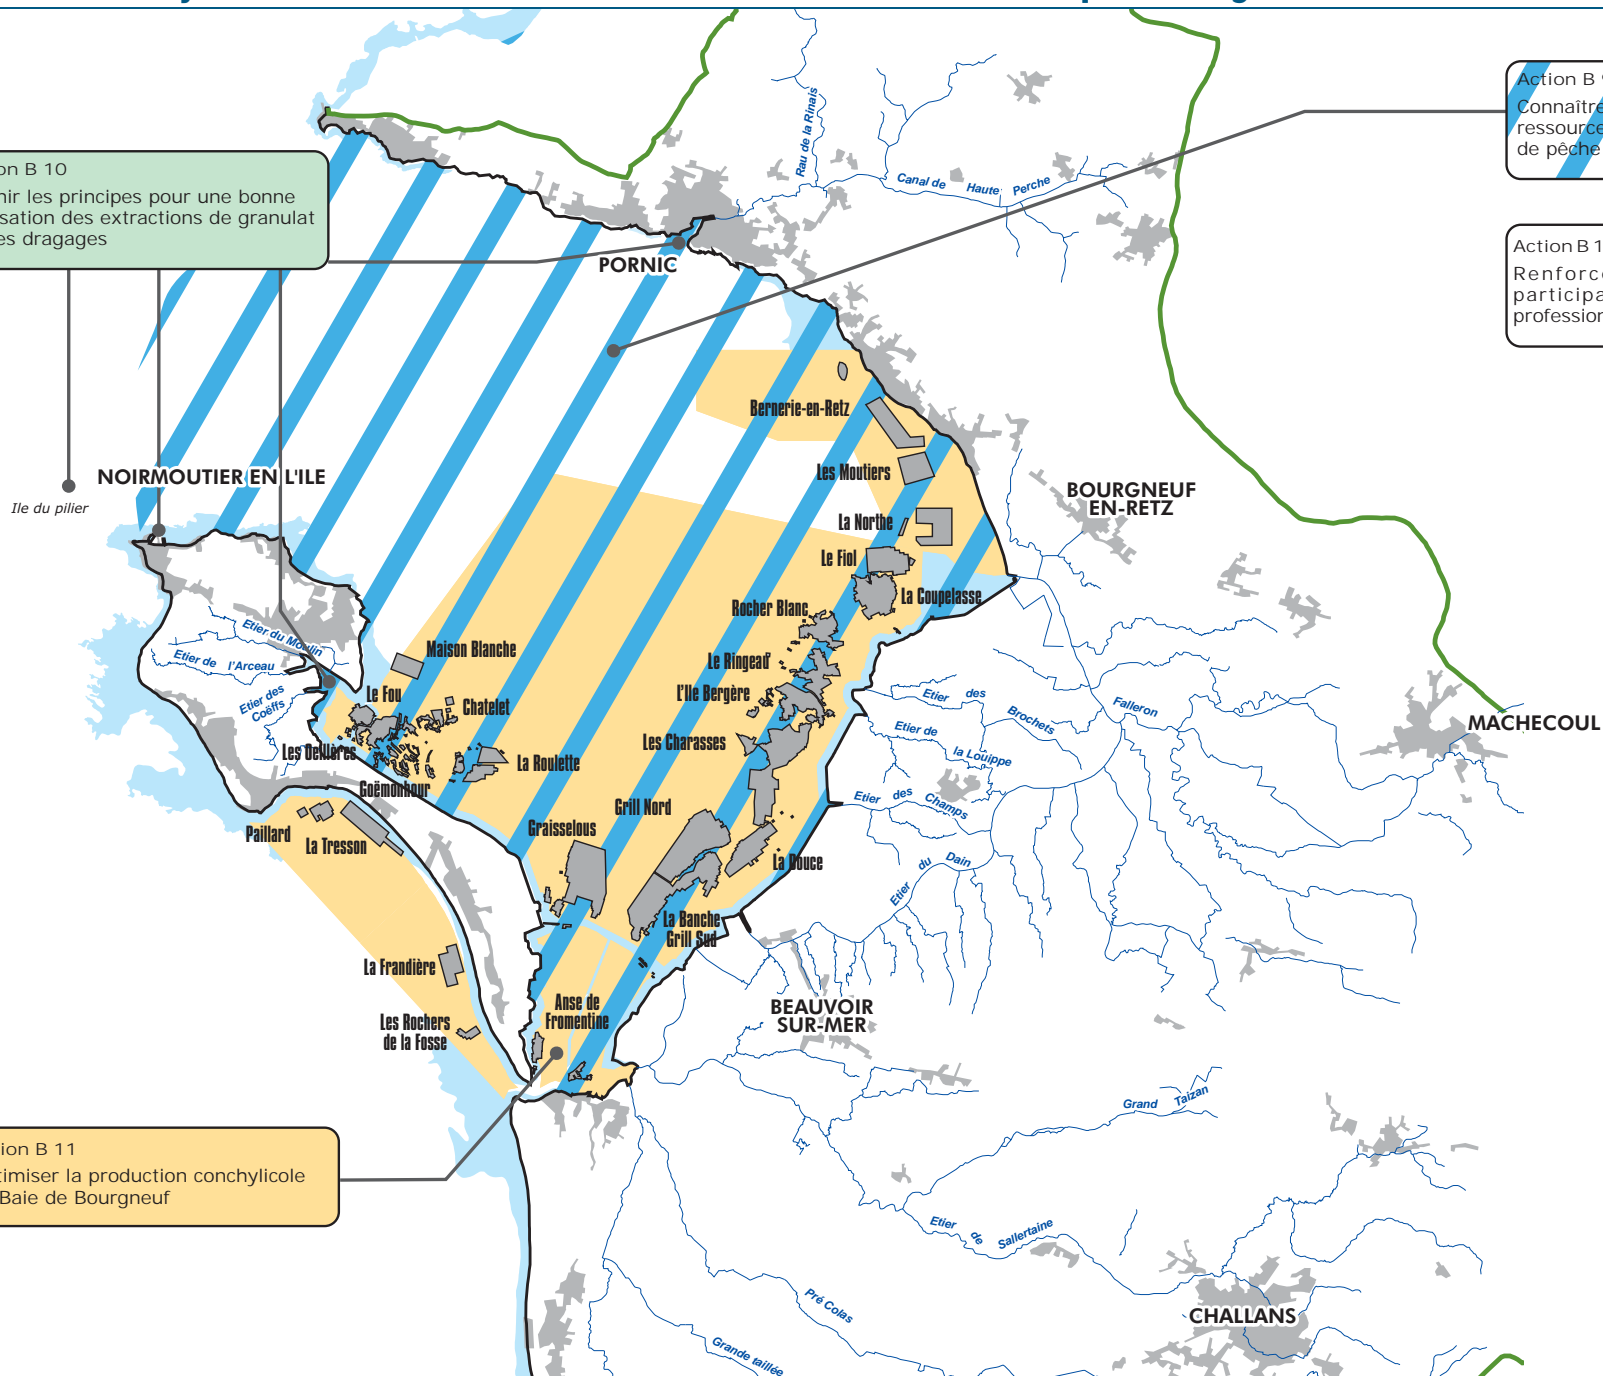 on B 10
nir les principes pour une bonne
sation des extractions de granulat
es dragages
Action B
Connaître
ressource
de pêche
Action B 1
Renforce
participa
profession
Rau de la Rinais
Canal de Haute Perche
PORNIC
NOIRMOUTIER EN L'ILE
Ile du pilier
Bernerie-en-Retz
Les Moutiers
BOURGNEUF
EN-RETZ
La Northe
Le Fiol
La Coupelasse
Rocher Blanc
Etier du Moulin
Etier de l'Arceau
Etier des
Coëffs
Maison Blanche
Le Ringeau
Le Fou
L'Ile Bergère
Chatelet
Etier des Brochets
Falleron
MACHECOUL
Etier de la Louippe
Les Charasses
Les Oeillères
La Roulette
Goëmonhour
Etier des Champs
Grill Nord
Graisselous
Paillard
La Tresson
La Douce
Etier du Dain
La Banche
Grill Sud
La Frandière
Anse de
Fromentine
Les Rochers
de la Fosse
BEAUVOIR
SUR-MER
Grand Taizan
ion B 11
timiser la production conchylicole
Baie de Bourgneuf
Etier de Sallertaine
Pré Colas
CHALLANS
Grande taillée